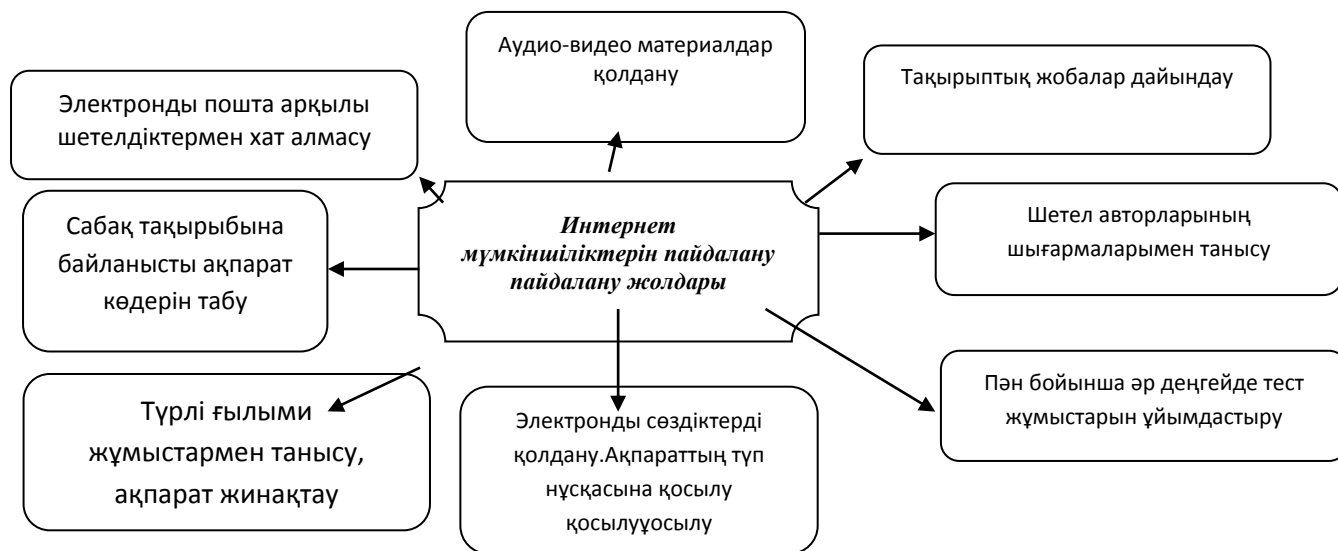 Аудио-видео материалдар
қолдану
Тақырыптық жобалар дайындау
Электронды пошта арқылы
шетелдіктермен хат алмасу
Интернет
мүмкіншіліктерін пайдалану
пайдалану жолдары
Шетел авторларының
шығармаларымен танысу
Сабақ тақырыбына
байланысты ақпарат
көдерін табу
Пән бойынша әр деңгейде тест
жұмыстарын ұйымдастыру
Түрлі ғылыми
жұмыстармен танысу,
ақпарат жинақтау
Электронды сөздіктерді
қолдану.Ақпараттың түп
нұсқасына қосылу
қосылуұосылу